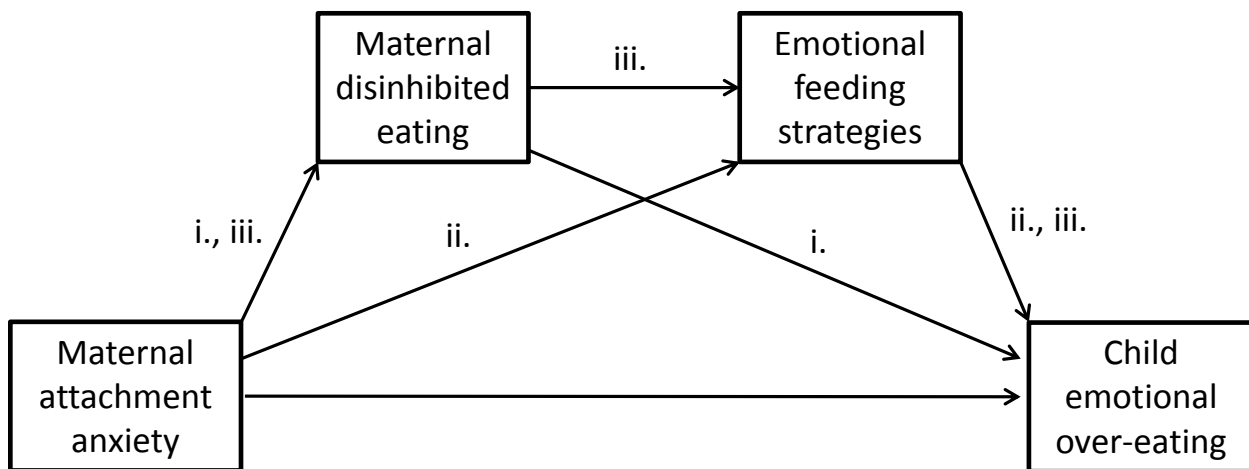 Maternal
disinhibited
eating
iii.
Emotional
feeding
strategies
i., iii.
ii.
i.
ii., iii.
Maternal
attachment
anxiety
Child
emotional
over-eating